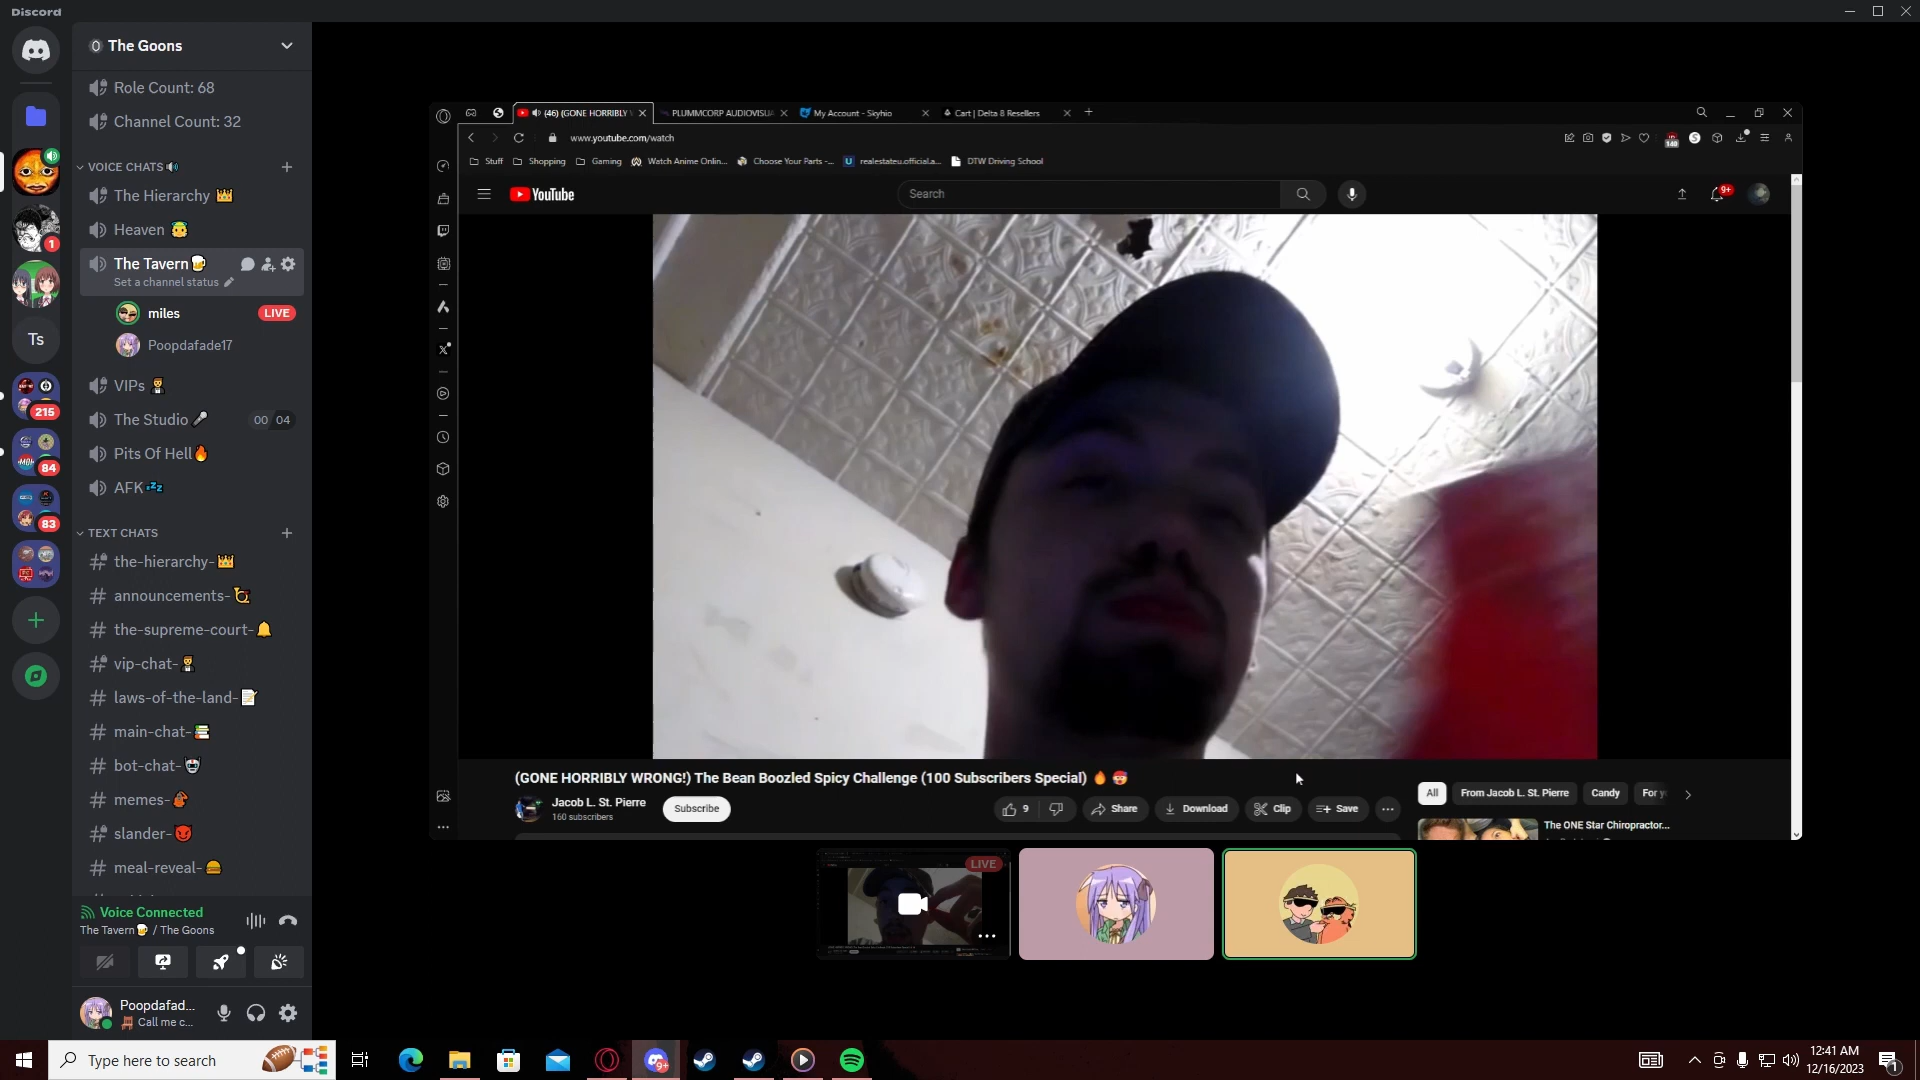 Discord
The Goons
Role Count: 68
Channel Count: 32
VOICE CHATS
The Hierarchy
Heaven
The Tavern
Set a channel status
miles
LIVE
Poopdafade17
VIPs
The Studio
00 04
Pits Of Hell
AFK
TEXT CHATS
the-hierarchy-
announcements-
the-supreme-court-
vip-chat-
laws-of-the-land-
main-chat-
bot-chat-
memes-
slander-
meal-reveal-
Voice Connected
The Tavern / The Goons
Poopdafad...
Call me c...
1
Ts
215
84
83
(46) (GONE HORRIBLY
PLUMMCORP AUDIOVISU
My Account - Skyhio
Cart | Delta 8 Resellers
www.youtube.com/watch
140
Stuff
Shopping
Gaming
Watch Anime Onlin...
Choose Your Parts -...
realestateu.official.a...
DTW Driving School
YouTube
Search
9+
(GONE HORRIBLY WRONG!) The Bean Boozled Spicy Challenge (100 Subscribers Special)
Jacob L. St. Pierre
160 subscribers
Subscribe
9
Share
Download
Clip
Save
All
From Jacob L. St. Pierre
Candy
For y
The ONE Star Chiropractor...
LIVE
Type here to search
9+
12:41 AM
12/16/2023
1